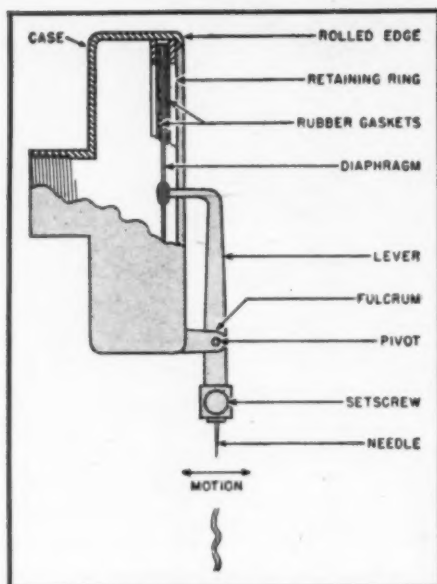 CASE
ROLLED EDGE
RETAINING RING
RUBBER GASKETS
DIAPHRAGM
LEVER
FULCRUM
PIVOT
SETSCREW
NEEDLE
MOTION